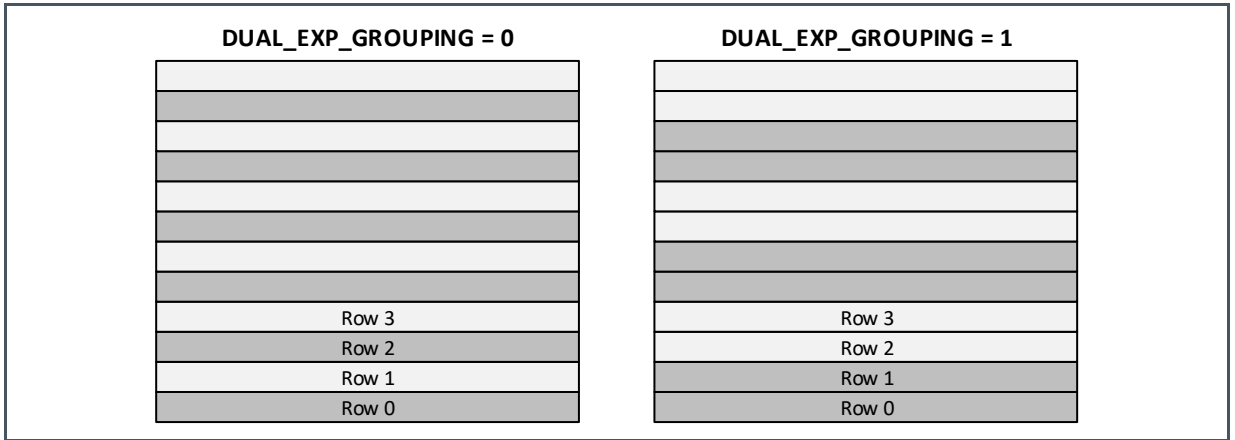 DUAL_EXP_GROUPING = 0
DUAL_EXP_GROUPING = 1
Row 3
Row 2
Row 1
Row 0
Row 3
Row 2
Row 1
Row 0